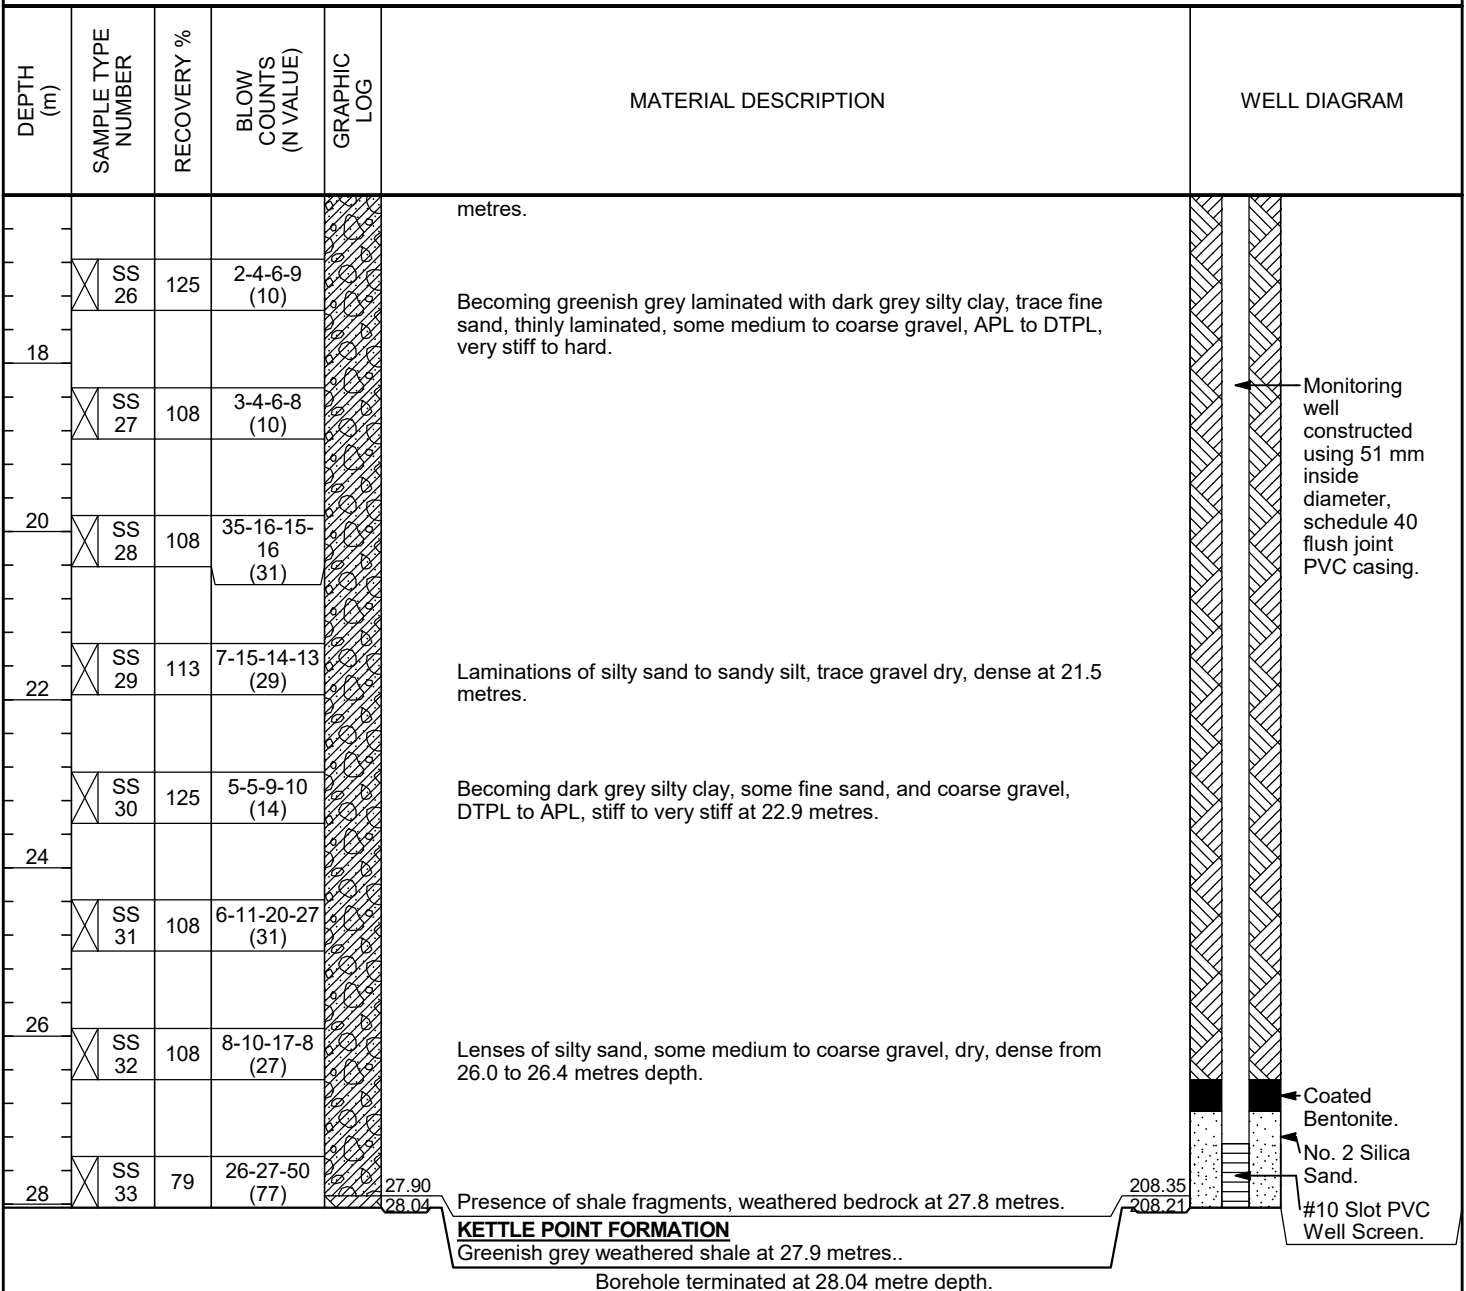 DEPTH
(m)
SAMPLE TYPE
NUMBER
RECOVERY %
BLOW
COUNTS
(N VALUE)
GRAPHIC
LOG
MATERIAL DESCRIPTION
WELL DIAGRAM
metres.
SS
26
125
2-4-6-9
(10)
Becoming greenish grey laminated with dark grey silty clay, trace fine
sand, thinly laminated, some medium to coarse gravel, APL to DTPL,
very stiff to hard.
18
SS
27
108
3-4-6-8
(10)
Monitoring
well
constructed
using 51 mm
inside
diameter,
schedule 40
flush joint
PVC casing.
20
SS
28
108
35-16-15-
16
(31)
SS
29
113
7-15-14-13
(29)
Laminations of silty sand to sandy silt, trace gravel dry, dense at 21.5
metres.
22
SS
30
125
5-5-9-10
(14)
Becoming dark grey silty clay, some fine sand, and coarse gravel,
DTPL to APL, stiff to very stiff at 22.9 metres.
24
SS
31
108
6-11-20-27
(31)
26
SS
32
108
8-10-17-8
(27)
Lenses of silty sand, some medium to coarse gravel, dry, dense from
26.0 to 26.4 metres depth.
Coated
Bentonite.
No. 2 Silica
Sand.
#10 Slot PVC
Well Screen.
28
SS
33
79
26-27-50
(77)
27.90
28.04
Presence of shale fragments, weathered bedrock at 27.8 metres.
208.35
208.21
KETTLE POINT FORMATION
Greenish grey weathered shale at 27.9 metres..
Borehole terminated at 28.04 metre depth.